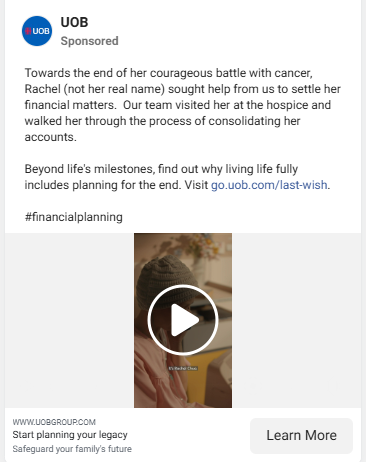 UOB
UOB
Sponsored
Towards the end of her courageous battle with cancer,
Rachel (not her real name) sought help from us to settle her
financial matters.  Our team visited her at the hospice and
walked her through the process of consolidating her
accounts.
Beyond life's milestones, find out why living life fully
includes planning for the end. Visit go.uob.com/last-wish.
#financialplanning
WWW.UOBGROUP.COM
Start planning your legacy
Safeguard your family's future
Learn More